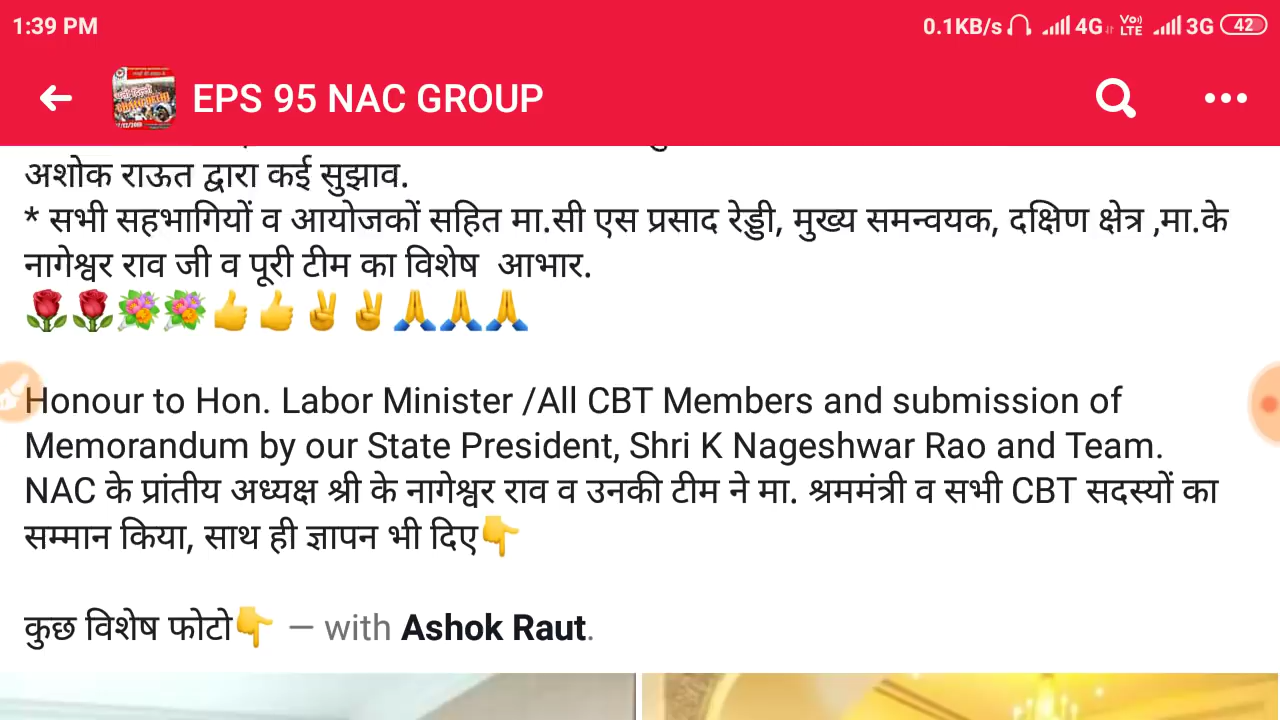 1:39 PM
0.1KB/s 4G Vo) LTE 3G 42
EPS 95 NAC GROUP
अशोक राऊत द्वारा कई सुझाव.
* सभी सहभागियों व आयोजकों सहित मा.सी एस प्रसाद रेड्डी, मुख्य समन्वयक, दक्षिण क्षेत्र ,मा.के
नागेश्वर राव जी व पूरी टीम का विशेष  आभार.
🌹🌹💐💐👍👍✌✌🙏🙏🙏
Honour to Hon. Labor Minister /All CBT Members and submission of
Memorandum by our State President, Shri K Nageshwar Rao and Team.
NAC के प्रांतीय अध्यक्ष श्री के नागेश्वर राव व उनकी टीम ने मा. श्रममंत्री व सभी CBT सदस्यों का
सम्मान किया, साथ ही ज्ञापन भी दिए👇
कुछ विशेष फोटो👇 — with Ashok Raut.